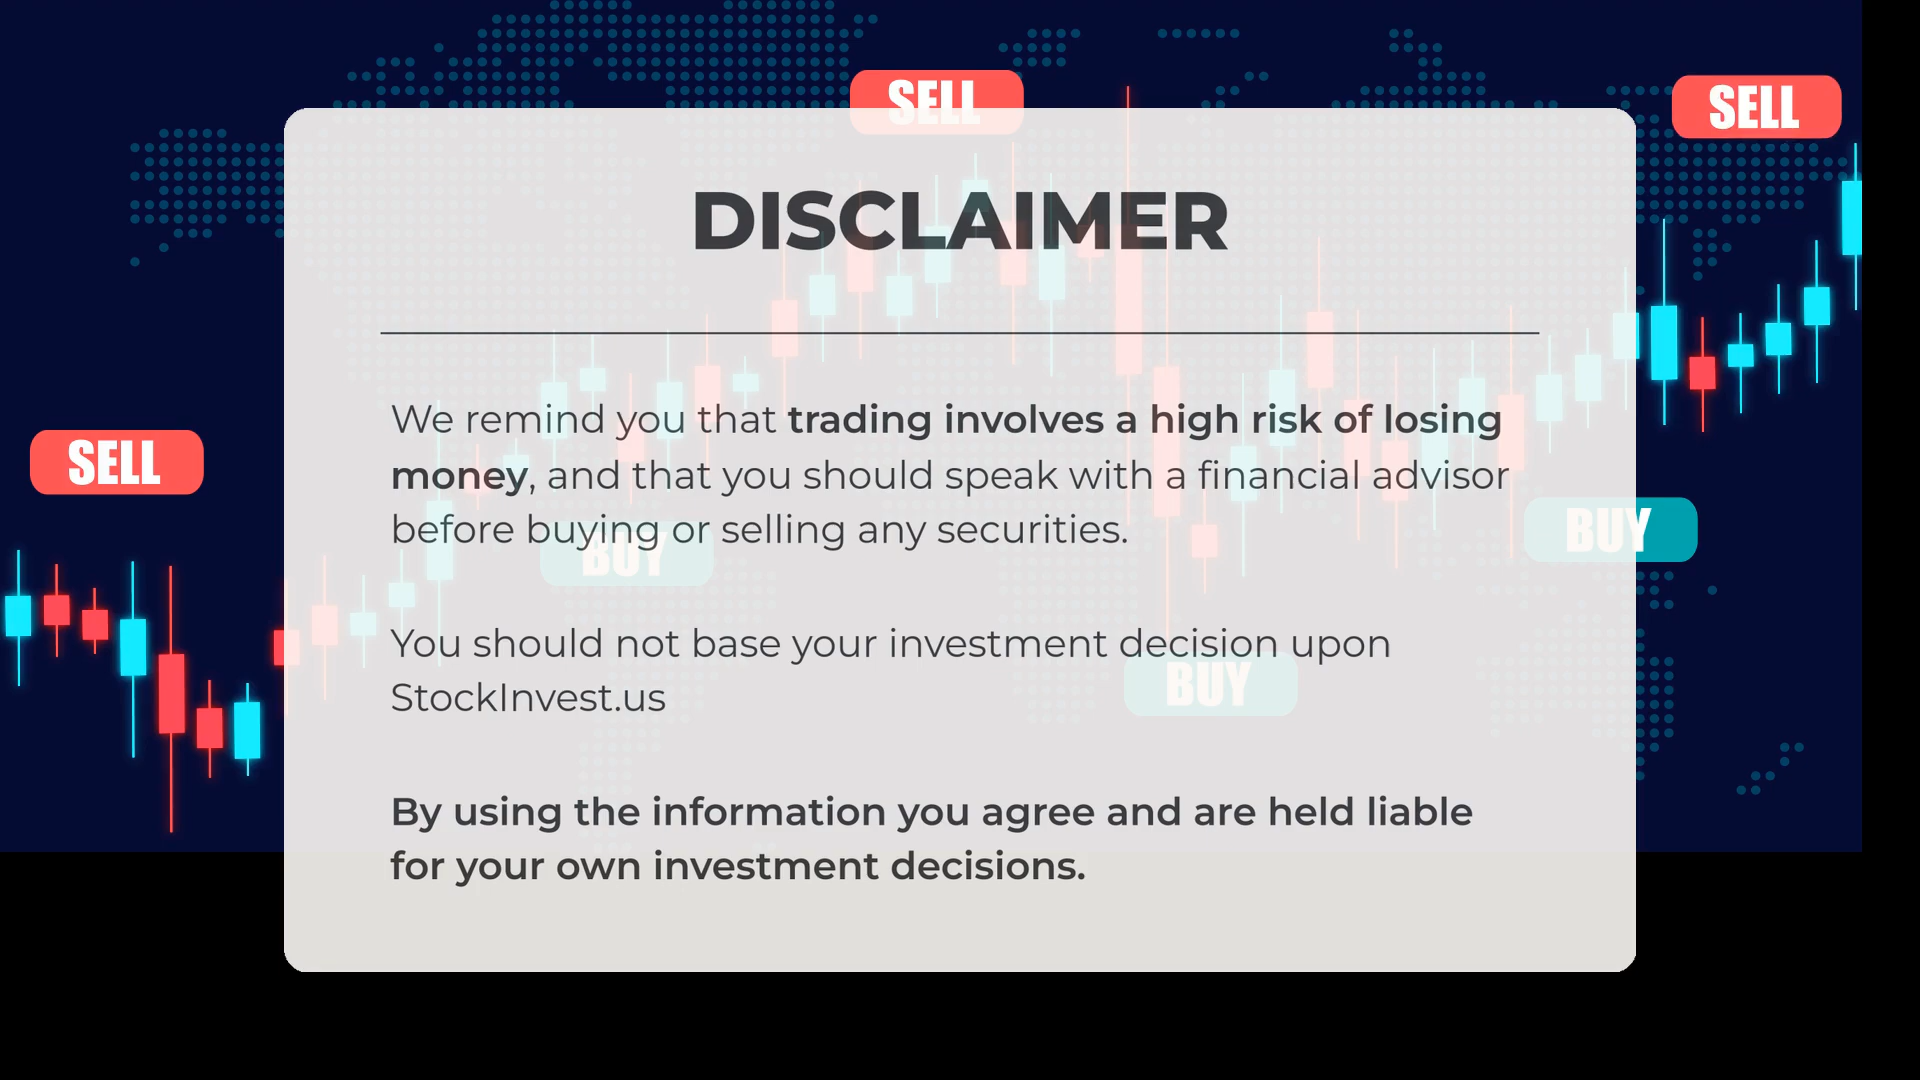 SELL
SELL
DISCLAIMER
We remind you that trading involves a high risk of losing
money, and that you should speak with a financial advisor
before buying or selling any securities.
SELL
BUY
BUY
You should not base your investment decision upon
StockInvest.us
BUY
By using the information you agree and are held liable
for your own investment decisions.